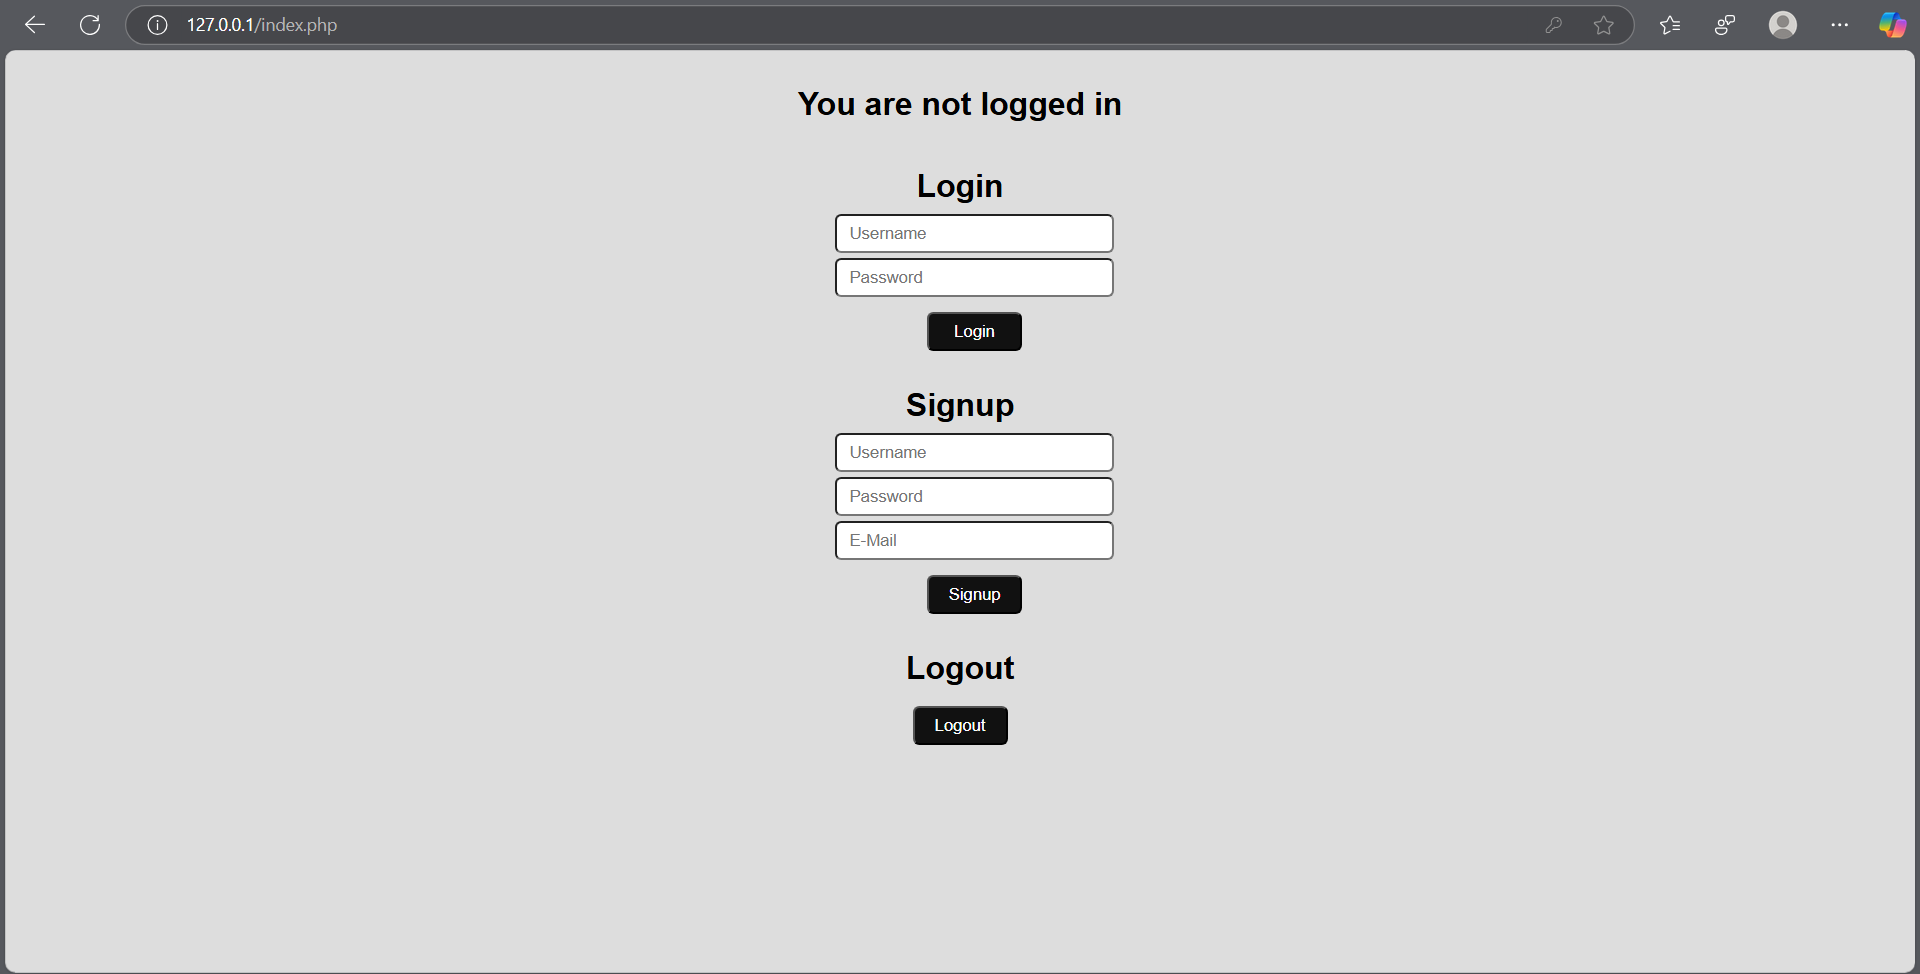 127.0.0.1/index.php
You are not logged in
Login
Username
Password
Login
Signup
Username
Password
E-Mail
Signup
Logout
Logout